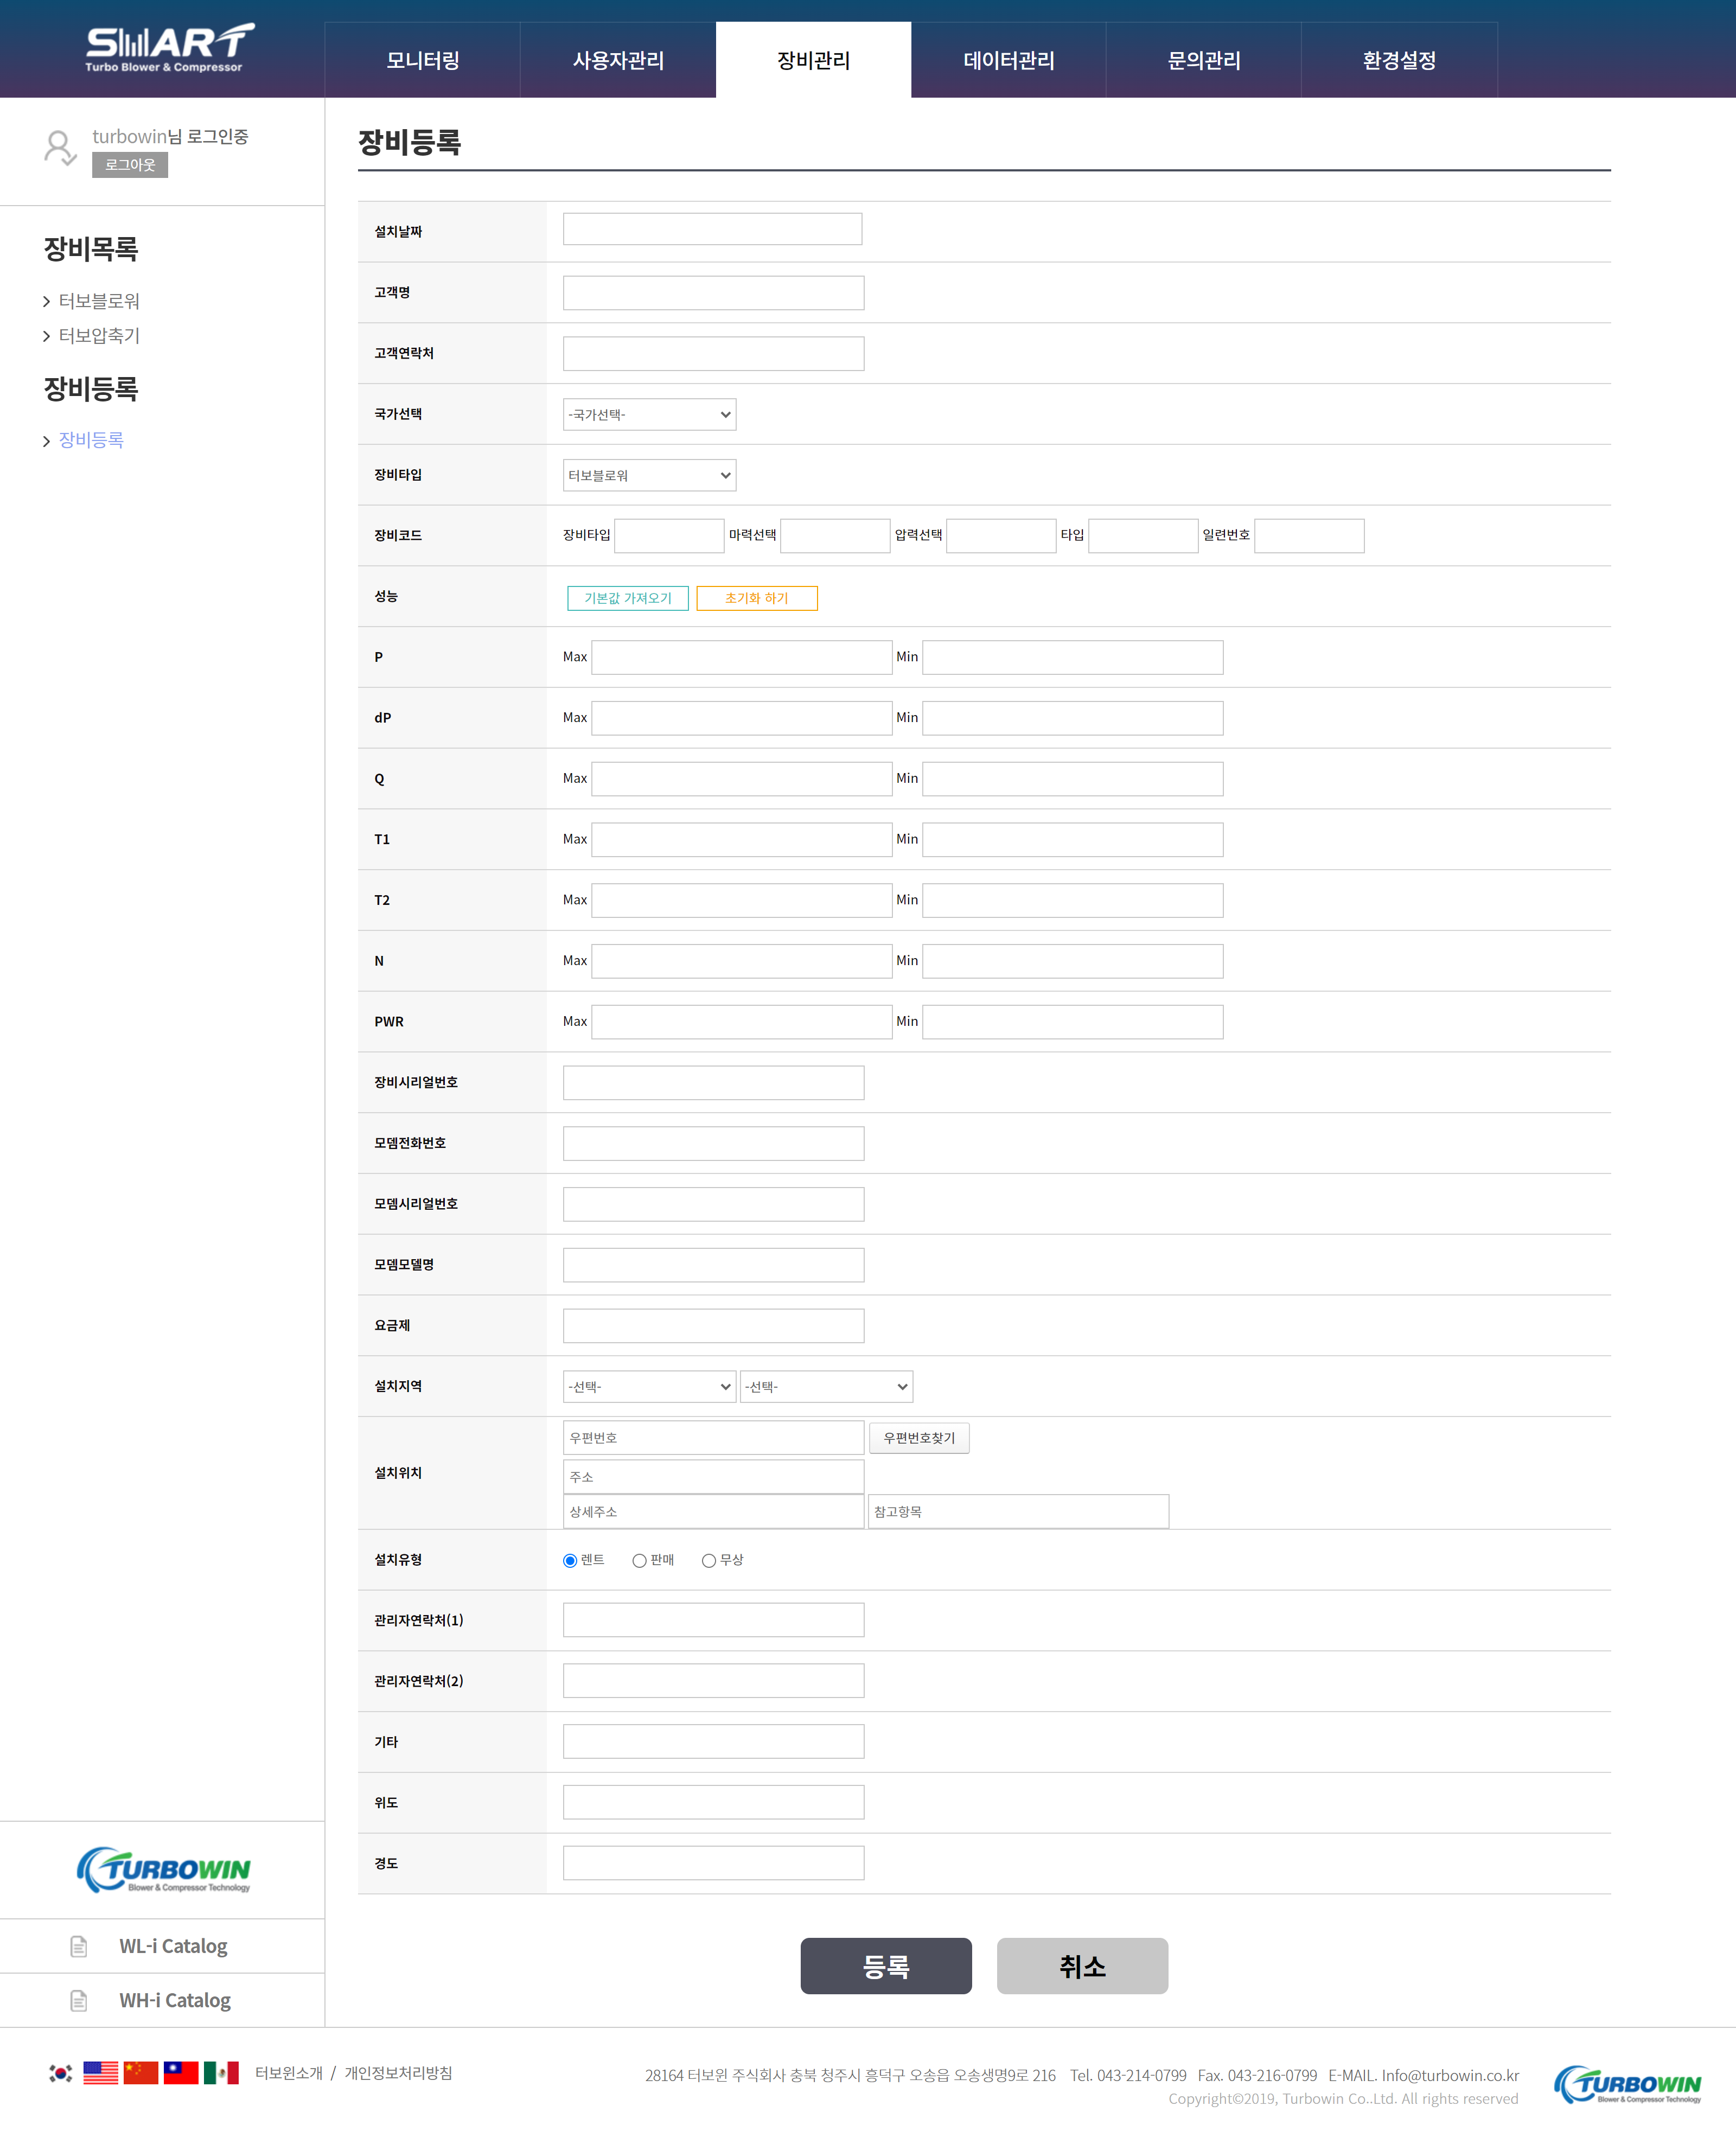 SMART
Turbo Blower & Compressor
모니터링 사용자관리 장비관리 데이터관리 문의관리 환경설정
turbowin님 로그인중
로그아웃
장비목록
터보블로워
터보압축기
장비등록
장비등록
장비등록
설치날짜
고객명
고객연락처
국가선택 -국가선택-
장비타입 터보블로워
장비코드 장비타입 마력선택 압력선택 타입 일련번호
성능 기본값 가져오기 초기화 하기
P Max Min
dP Max Min
Q Max Min
T1 Max Min
T2 Max Min
N Max Min
PWR Max Min
장비시리얼번호
모뎀전화번호
모뎀시리얼번호
모뎀모델명
요금제
설치지역 -선택- -선택-
우편번호 우편번호찾기
설치위치
주소
상세주소 참고항목
설치유형 렌트 판매 무상
관리자연락처(1)
관리자연락처(2)
기타
위도
경도
등록 취소
TURBOWIN
Blower & Compressor Technology
WL-i Catalog
WH-i Catalog
터보윈소개 / 개인정보처리방침
28164 터보윈 주식회사 충북 청주시 흥덕구 오송읍 오송생명9로 216 Tel. 043-214-0799 Fax. 043-216-0799 E-MAIL. Info@turbowin.co.kr
Copyright©2019, Turbowin Co.,Ltd. All rights reserved
TURBOWIN
Blower & Compressor Technology